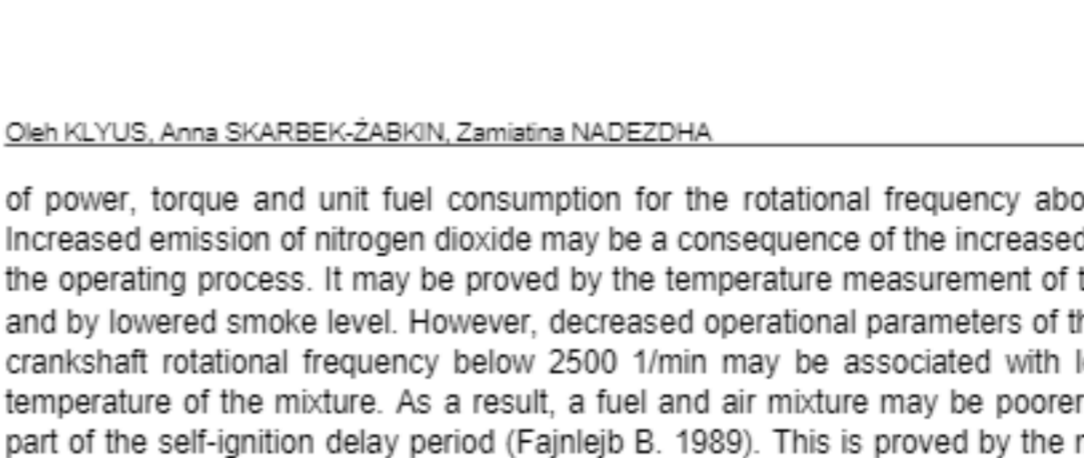 Oleh KLYUS, Anna SKARBEK-ŻABKIN, Zamiatina NADEZDHA
of power, torque and unit fuel consumption for the rotational frequency
Increased emission of nitrogen dioxide may be a consequence of the increased
the operating process. It may be proved by the temperature measurement of
and by lowered smoke level. However, decreased operational parameters of
crankshaft rotational frequency below 2500 1/min may be associated with
temperature of the mixture. As a result, a fuel and air mixture may be poorer
part of the self-ignition delay period (Fajnlejb B. 1989). This is proved by the